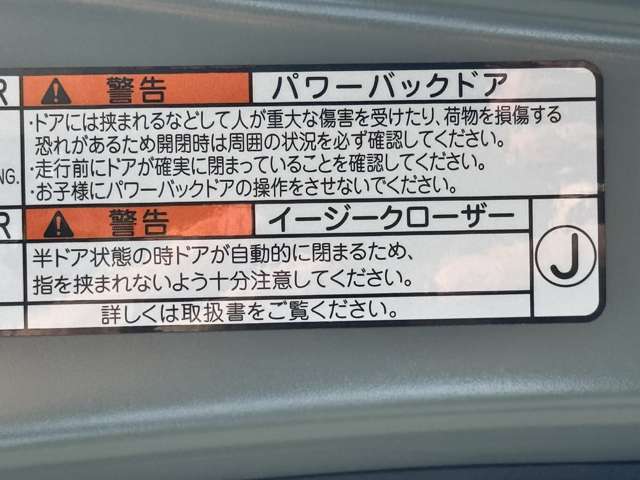 R ⚠ 警告 パワーバックドア
・ドアには挟まれるなどして人が重大な傷害を受けたり、荷物を損傷する
恐れがあるため開閉時は周囲の状況を必ず確認してください。
・走行前にドアが確実に閉まっていることを確認してください。
NG. ・お子様にパワーバックドアの操作をさせないでください。
R ⚠ 警告 イージークローザー
半ドア状態の時ドアが自動的に閉まるため、
指を挟まれないよう十分注意してください。
J
詳しくは取扱書をご覧ください。